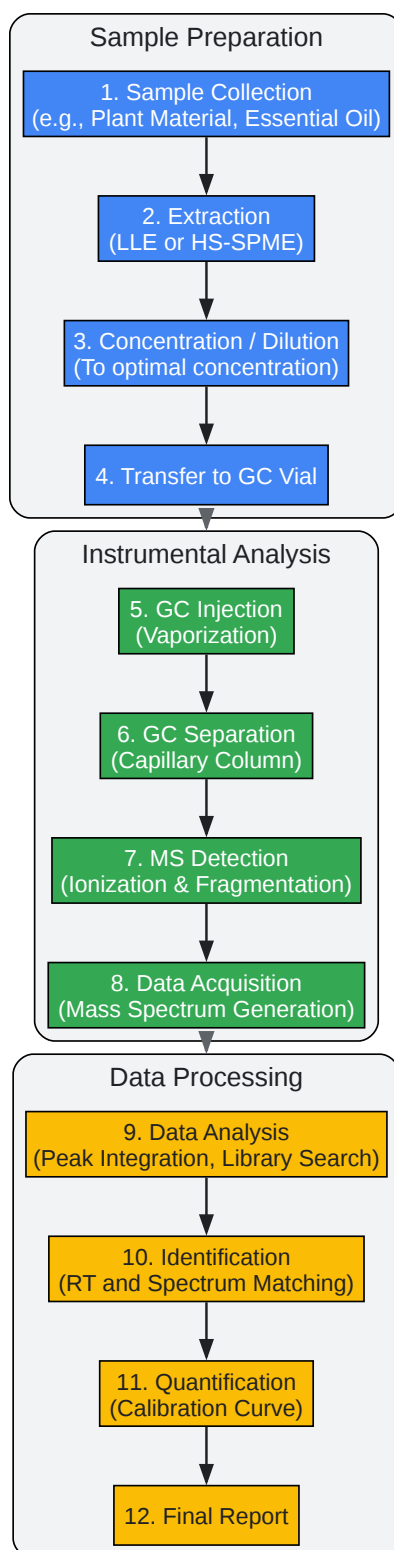 Sample Preparation
1. Sample Collection
(e.g., Plant Material, Essential Oil)
2. Extraction
(LLE or HS-SPME)
3. Concentration / Dilution
(To optimal concentration)
4. Transfer to GC Vial
Instrumental Analysis
5. GC Injection
(Vaporization)
6. GC Separation
(Capillary Column)
7. MS Detection
(Ionization & Fragmentation)
8. Data Acquisition
(Mass Spectrum Generation)
Data Processing
9. Data Analysis
(Peak Integration, Library Search)
10. Identification
(RT and Spectrum Matching)
11. Quantification
(Calibration Curve)
12. Final Report